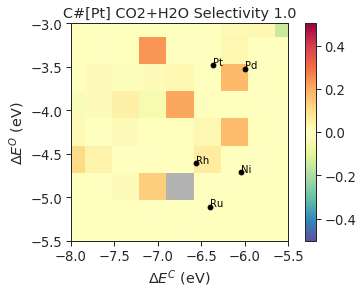 C#[Pt] CO2+H2O Selectivity 1.0
−3.0
−3.5
−4.0
−4.5
−5.0
−5.5
ΔE^O (eV)
Pt
Pd
Rh
Ni
Ru
−8.0 −7.5 −7.0 −6.5 −6.0 −5.5
ΔE^C (eV)
0.4
0.2
0.0
−0.2
−0.4